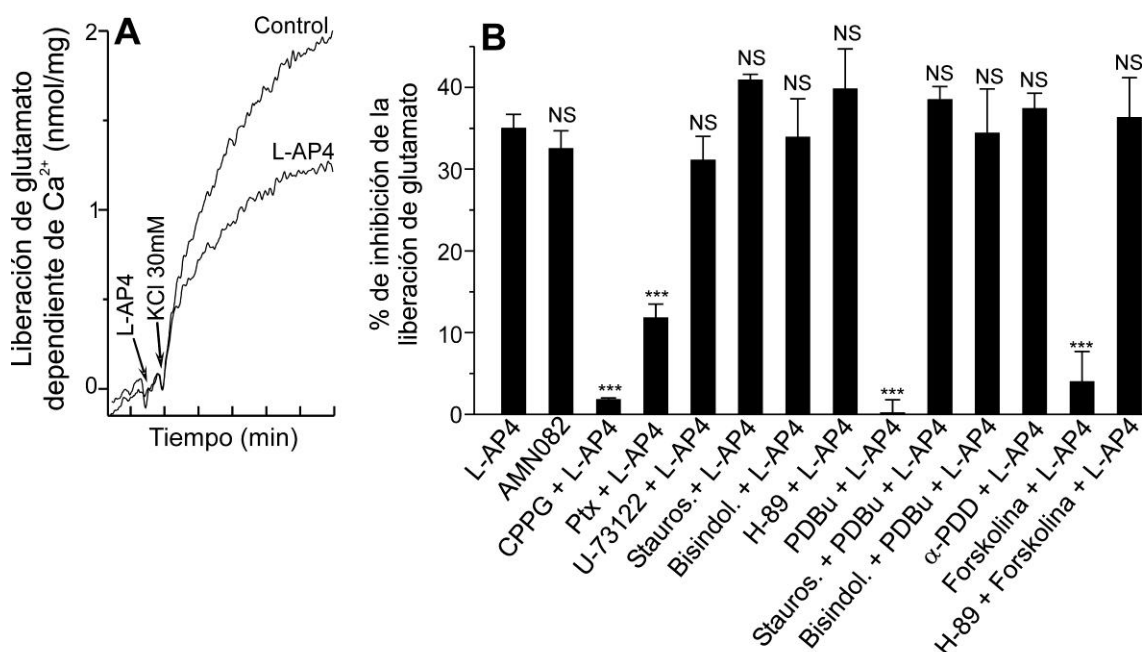 A
Control
L-AP4
L-AP4
KCl 30mM
2
1
0
Liberación de glutamato
dependiente de Ca²⁺ (nmol/mg)
Tiempo (min)
B
% de inhibición de la
liberación de glutamato
40
30
20
10
0
NS
***
***
NS
NS
NS
NS
***
NS
NS
NS
***
NS
L-AP4
AMN082
CPPG + L-AP4
Ptx + L-AP4
U-73122 + L-AP4
Stauros. + L-AP4
Bisindol. + L-AP4
H-89 + L-AP4
PDBu + L-AP4
Stauros. + PDBu + L-AP4
Bisindol. + PDBu + L-AP4
α-PDD + L-AP4
Forskolina + L-AP4
H-89 + Forskolina + L-AP4